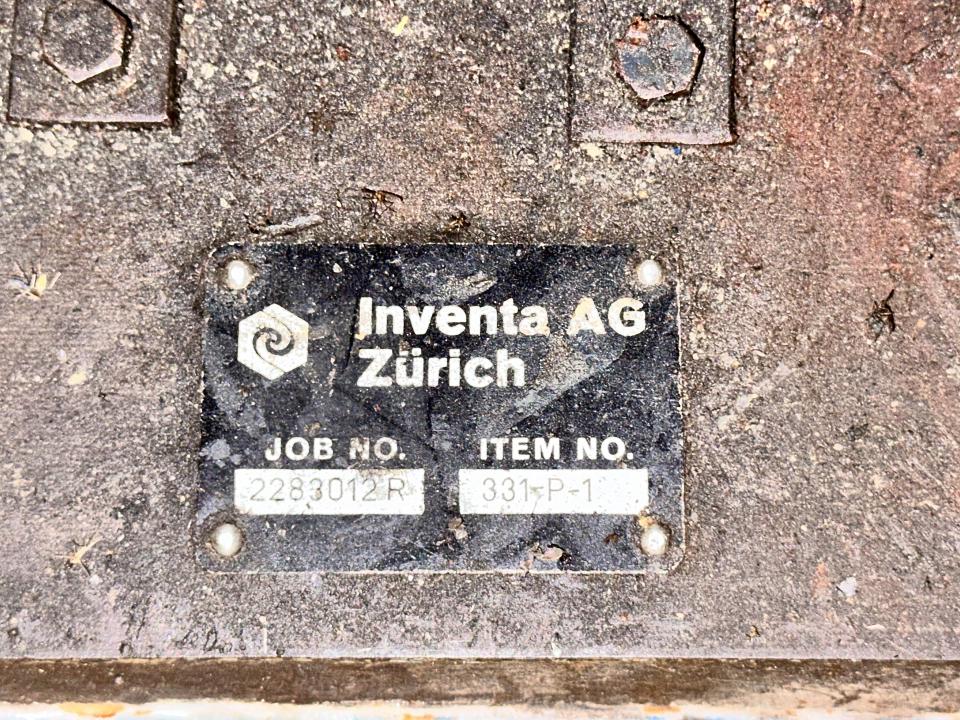 Inventa AG
Zürich
JOB NO. ITEM NO.
2283012 R 331-P-1